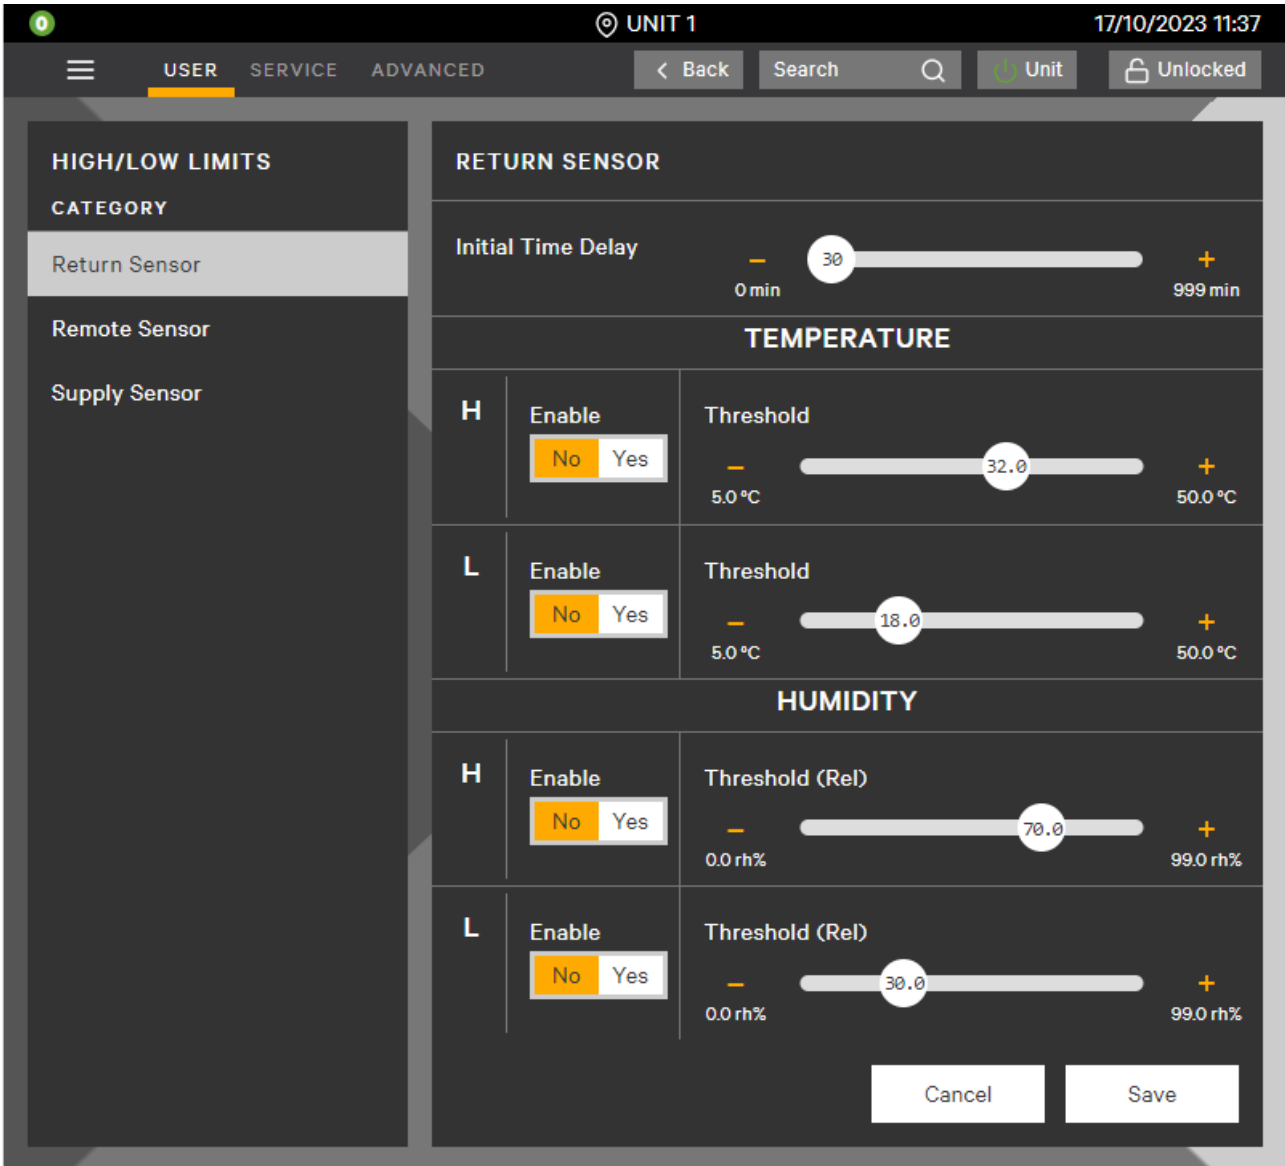 0 UNIT 1 17/10/2023 11:37
USER SERVICE ADVANCED Back Search Unit Unlocked
HIGH/LOW LIMITS
CATEGORY
Return Sensor
Remote Sensor
Supply Sensor
RETURN SENSOR
Initial Time Delay
– 30 +
0 min 999 min
TEMPERATURE
H
Enable
No Yes
Threshold
– 32.0 +
5.0 °C 50.0 °C
L
Enable
No Yes
Threshold
– 18.0 +
5.0 °C 50.0 °C
HUMIDITY
H
Enable
No Yes
Threshold (Rel)
– 70.0 +
0.0 rh% 99.0 rh%
L
Enable
No Yes
Threshold (Rel)
– 30.0 +
0.0 rh% 99.0 rh%
Cancel Save